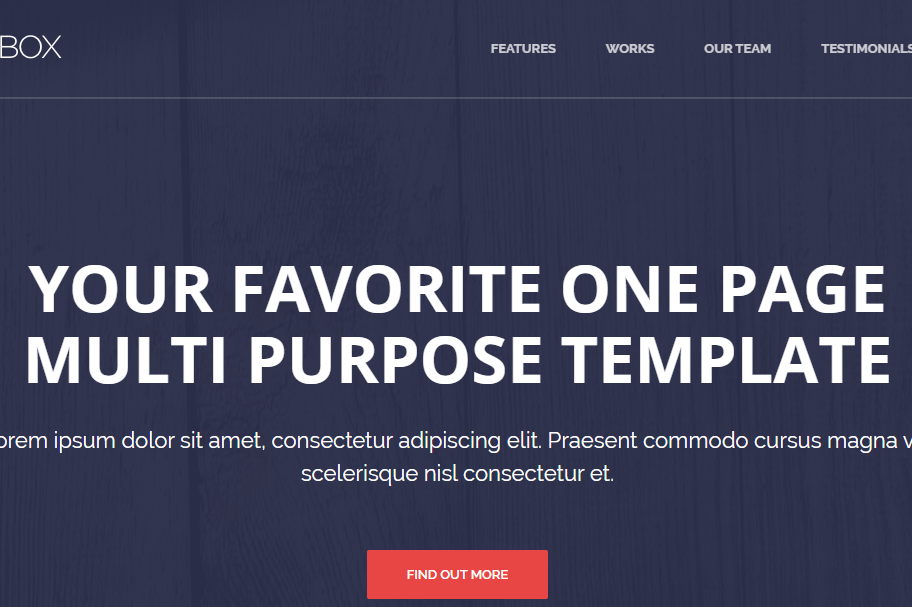 BOX
FEATURES WORKS OUR TEAM TESTIMONIALS
YOUR FAVORITE ONE PAGE
MULTI PURPOSE TEMPLATE
orem ipsum dolor sit amet, consectetur adipiscing elit. Praesent commodo cursus magna v
scelerisque nisl consectetur et.
FIND OUT MORE